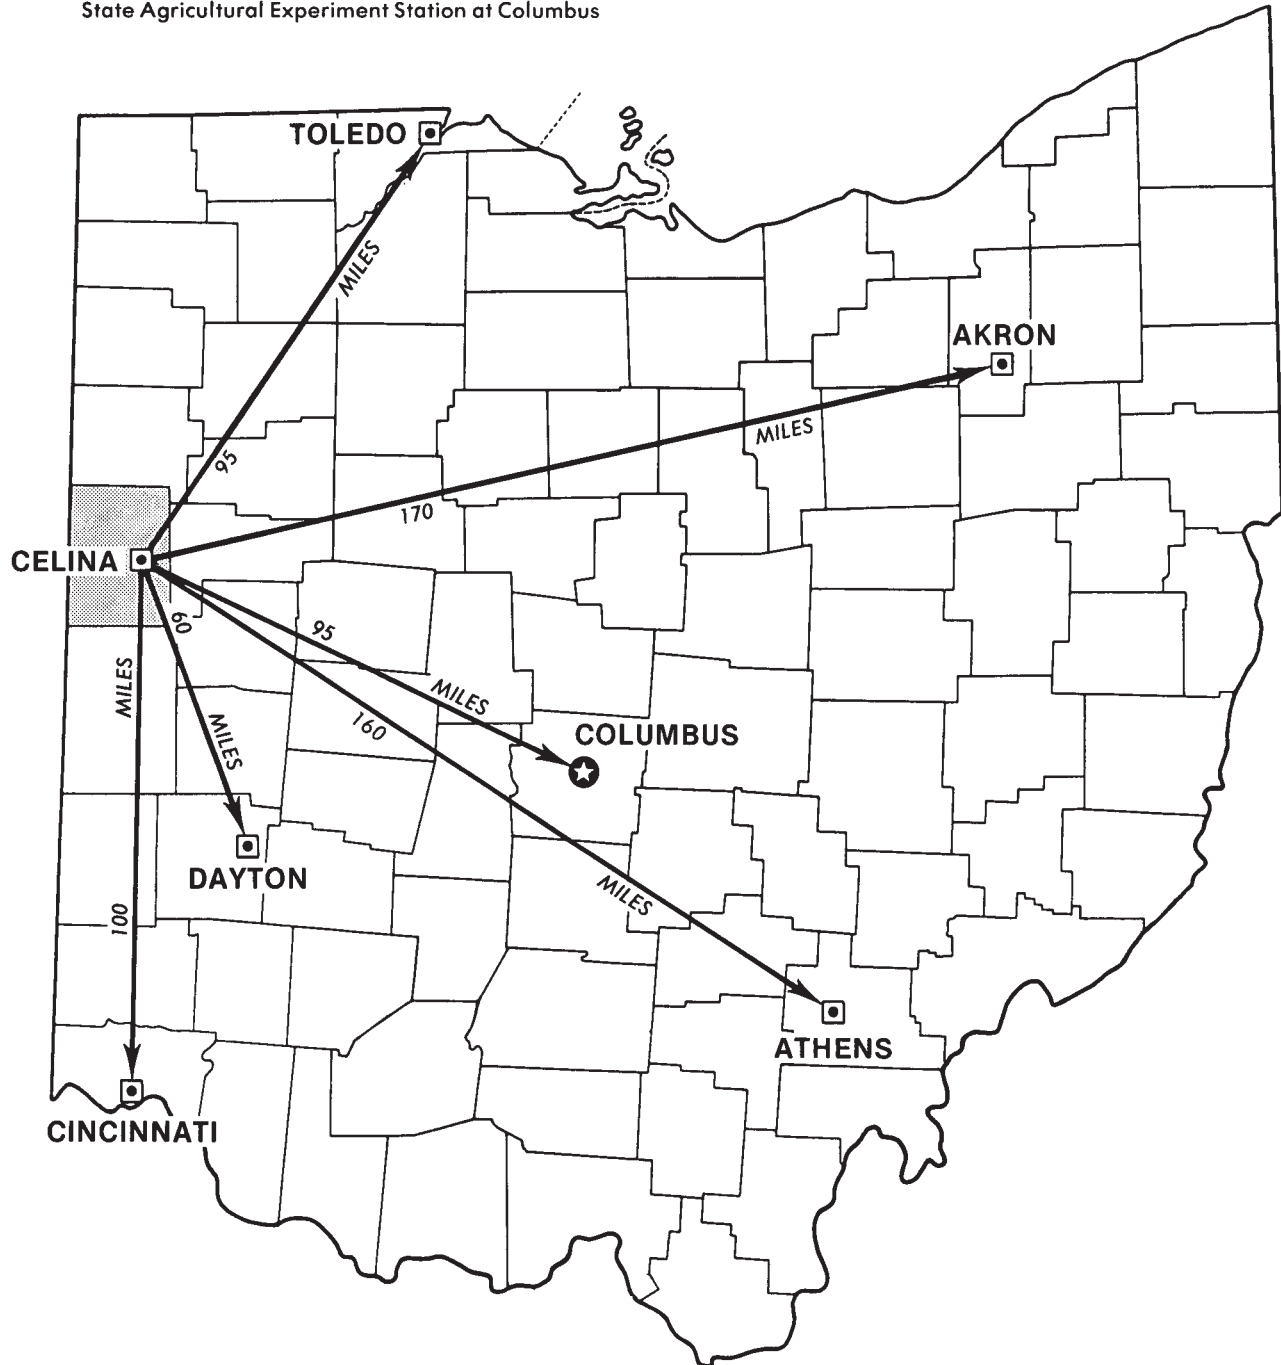 State Agricultural Experiment Station at Columbus
TOLEDO
MILES
AKRON
MILES
95
170
CELINA
60
95
MILES
MILES
160
MILES
COLUMBUS
DAYTON
MILES
100
ATHENS
CINCINNATI